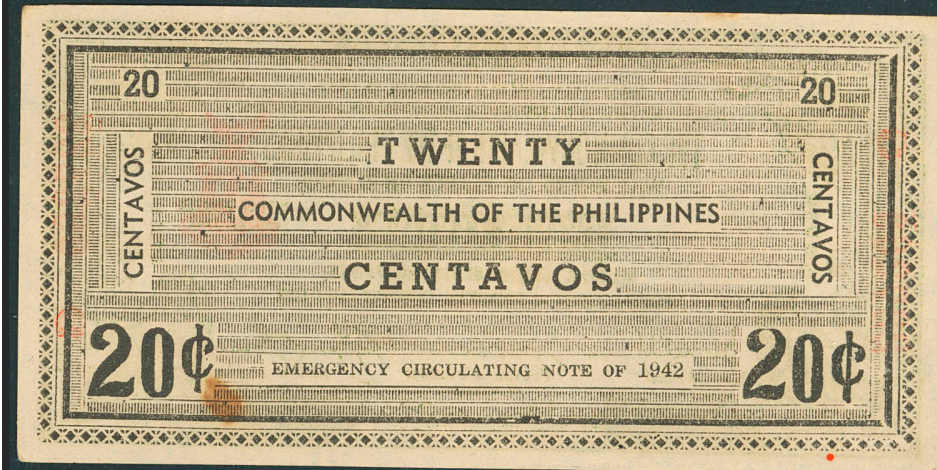 20 20
TWENTY
CENTAVOS COMMONWEALTH OF THE PHILIPPINES CENTAVOS
CENTAVOS
20¢ EMERGENCY CIRCULATING NOTE OF 1942 20¢